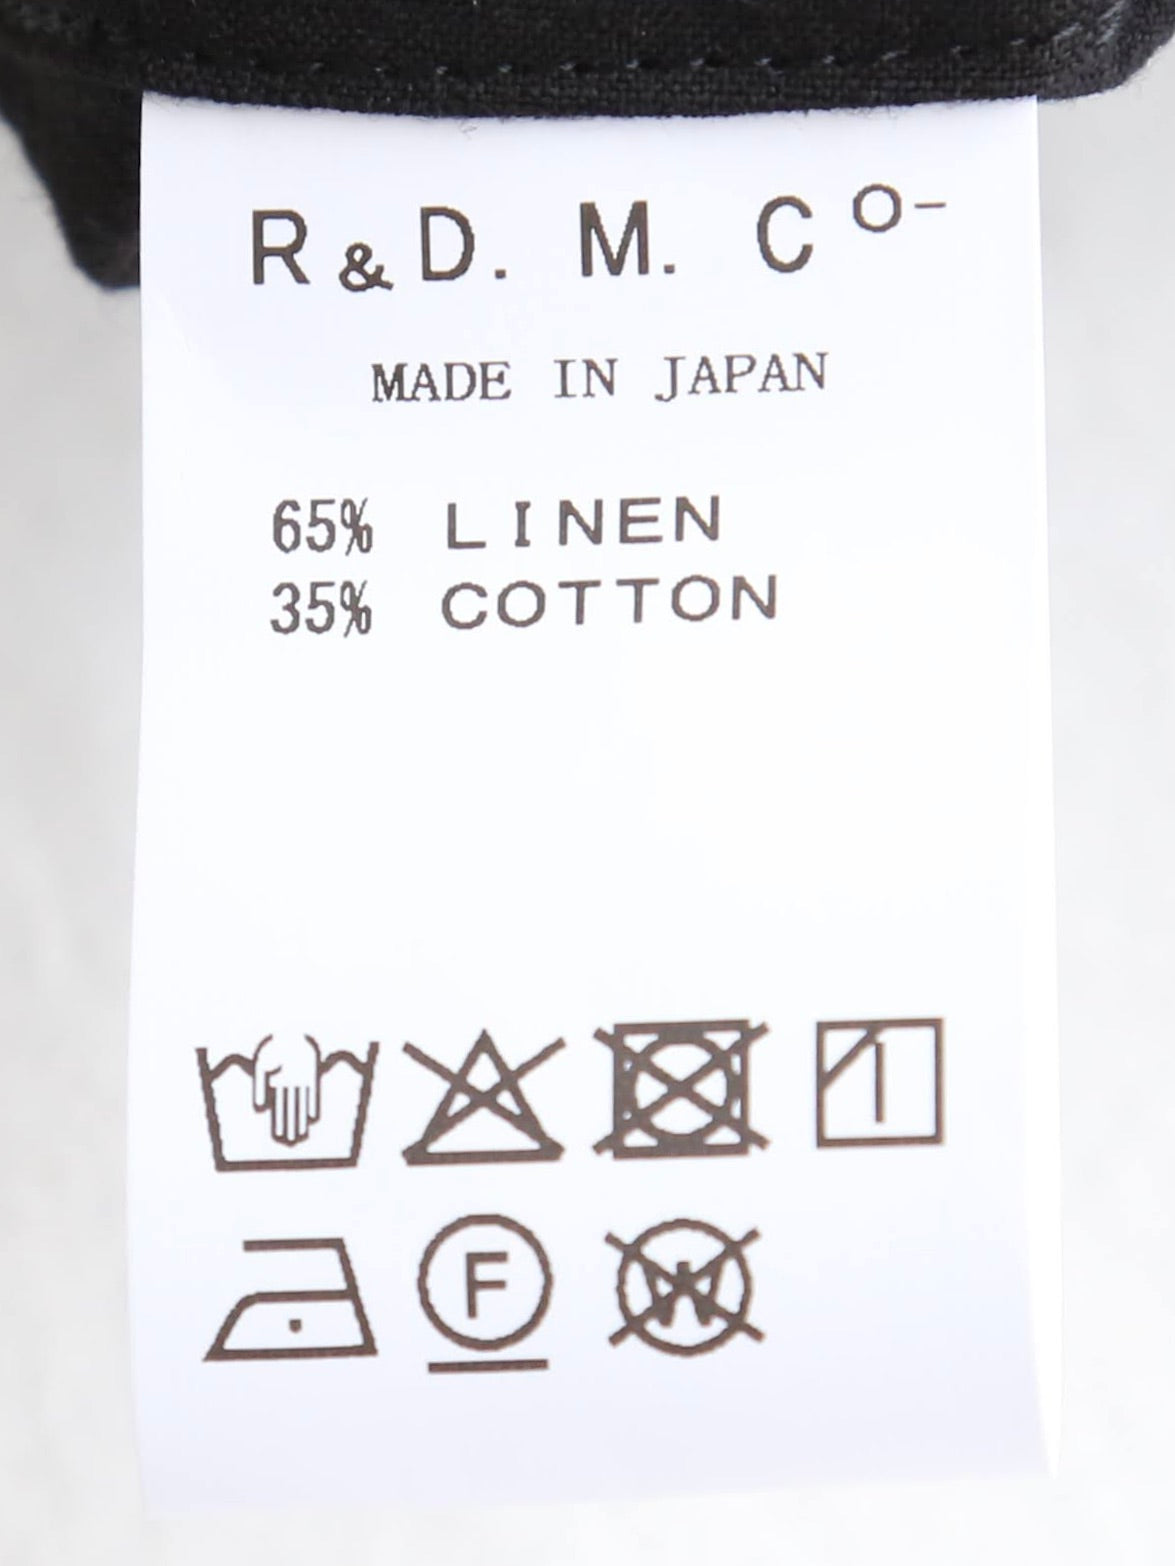 R&D. M. Co-
MADE IN JAPAN
65% LINEN
35% COTTON
F
W